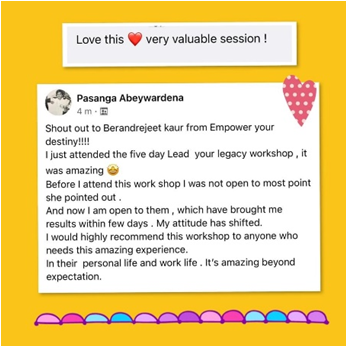 Love this ❤️ very valuable session !
Pasanga Abeywardena
4 m ·
Shout out to Berandrejeet kaur from Empower your
destiny!!!!
I just attended the five day Lead your legacy workshop , it
was amazing 🤩
Before I attend this work shop I was not open to most point
she pointed out .
And now I am open to them , which have brought me
results within few days . My attitude has shifted.
I would highly recommend this workshop to anyone who
needs this amazing experience.
In their personal life and work life . It's amazing beyond
expectation.